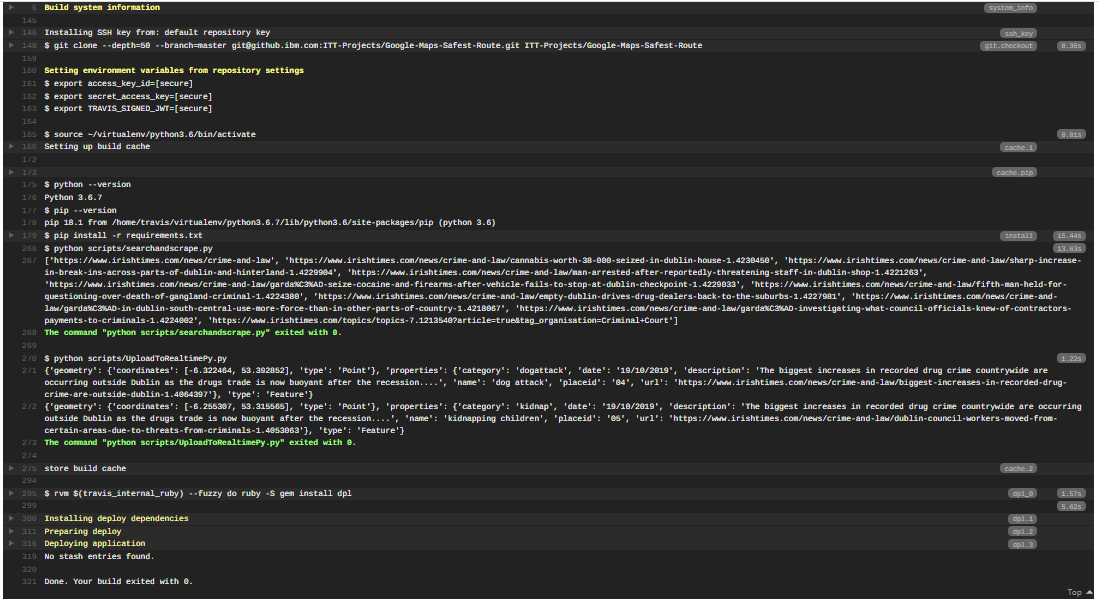 6 Build system information system_info
145
146 Installing SSH key from: default repository key ssh_key
148 $ git clone --depth=50 --branch=master git@github.ibm.com:ITT-Projects/Google-Maps-Safest-Route.git ITT-Projects/Google-Maps-Safest-Route git.checkout 0.36s
159
160 Setting environment variables from repository settings
161 $ export access_key_id=[secure]
162 $ export secret_access_key=[secure]
163 $ export TRAVIS_SIGNED_JWT=[secure]
164
165 $ source ~/virtualenv/python3.6/bin/activate 0.01s
166 Setting up build cache cache.1
172
173 cache.pip
175 $ python --version
176 Python 3.6.7
177 $ pip --version
178 pip 18.1 from /home/travis/virtualenv/python3.6.7/lib/python3.6/site-packages/pip (python 3.6)
179 $ pip install -r requirements.txt install 15.44s
266 $ python scripts/searchandscrape.py 13.63s
267 ['https://www.irishtimes.com/news/crime-and-law', 'https://www.irishtimes.com/news/crime-and-law/cannabis-worth-38-000-seized-in-dublin-house-1.4230450', 'https://www.irishtimes.com/news/crime-and-law/sharp-increase-
in-break-ins-across-parts-of-dublin-and-hinterland-1.4229904', 'https://www.irishtimes.com/news/crime-and-law/man-arrested-after-reportedly-threatening-staff-in-dublin-shop-1.4221263',
'https://www.irishtimes.com/news/crime-and-law/garda%C3%AD-seize-cocaine-and-firearms-after-vehicle-fails-to-stop-at-dublin-checkpoint-1.4229033', 'https://www.irishtimes.com/news/crime-and-law/fifth-man-held-for-
questioning-over-death-of-gangland-criminal-1.4224380', 'https://www.irishtimes.com/news/crime-and-law/empty-dublin-drives-drug-dealers-back-to-the-suburbs-1.4227981', 'https://www.irishtimes.com/news/crime-and-
law/garda%C3%AD-in-dublin-south-central-use-more-force-than-in-other-parts-of-country-1.4218067', 'https://www.irishtimes.com/news/crime-and-law/garda%C3%AD-investigating-what-council-officials-knew-of-contractors-
payments-to-criminals-1.4224002', 'https://www.irishtimes.com/topics/topics-7.1213540?article=true&tag_organisation=Criminal+Court']
268 The command "python scripts/searchandscrape.py" exited with 0.
269
270 $ python scripts/UploadToRealtimePy.py 1.22s
271 {'geometry': {'coordinates': [-6.322464, 53.392852], 'type': 'Point'}, 'properties': {'category': 'dogattack', 'date': '19/10/2019', 'description': 'The biggest increases in recorded drug crime countrywide are
occurring outside Dublin as the drugs trade is now buoyant after the recession....', 'name': 'dog attack', 'placeid': '04', 'url': 'https://www.irishtimes.com/news/crime-and-law/biggest-increases-in-recorded-drug-
crime-are-outside-dublin-1.4064397'}, 'type': 'Feature'}
272 {'geometry': {'coordinates': [-6.255307, 53.315565], 'type': 'Point'}, 'properties': {'category': 'kidnap', 'date': '19/10/2019', 'description': 'The biggest increases in recorded drug crime countrywide are occurring
outside Dublin as the drugs trade is now buoyant after the recession....', 'name': 'kidnapping children', 'placeid': '05', 'url': 'https://www.irishtimes.com/news/crime-and-law/dublin-council-workers-moved-from-
certain-areas-due-to-threats-from-criminals-1.4053063'}, 'type': 'Feature'}
273 The command "python scripts/UploadToRealtimePy.py" exited with 0.
274
275 store build cache cache.2
294
295 $ rvm $(travis_internal_ruby) --fuzzy do ruby -S gem install dpl dpl_0 1.57s
299 5.62s
300 Installing deploy dependencies dpl.1
311 Preparing deploy dpl.2
316 Deploying application dpl.3
319 No stash entries found.
320
321 Done. Your build exited with 0.
Top